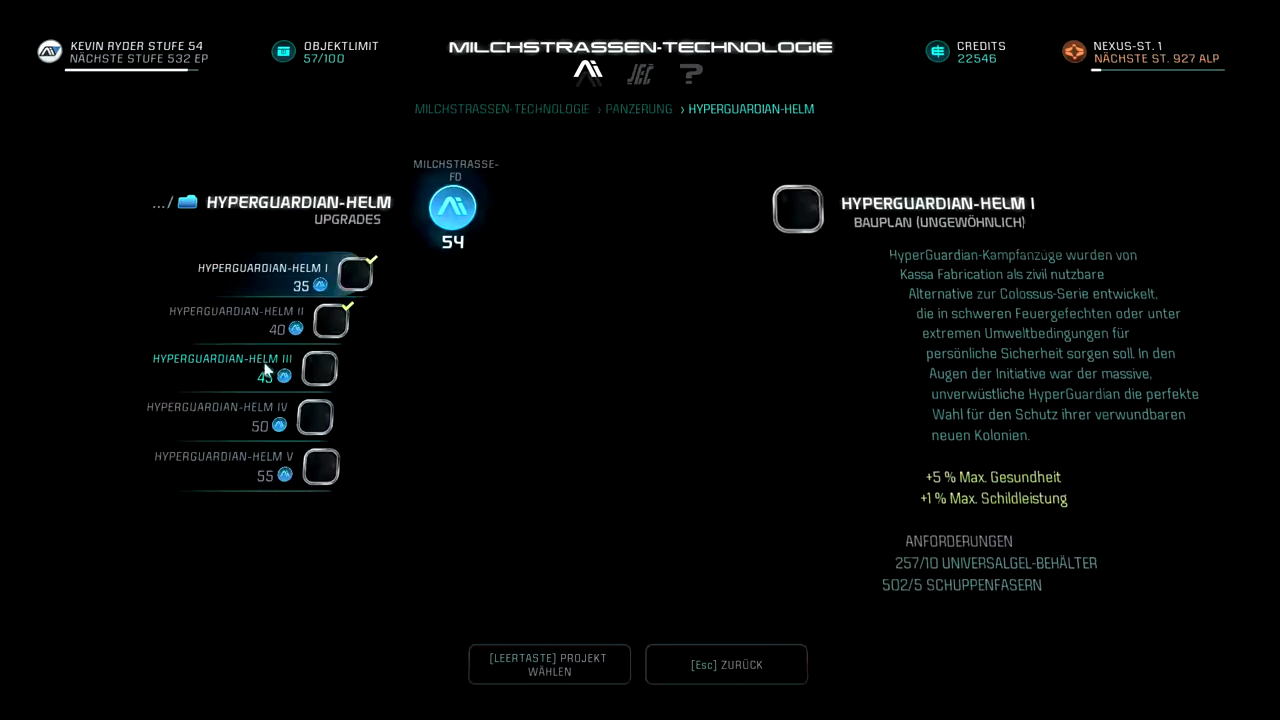 KEVIN RYDER STUFE 54
NÄCHSTE STUFE 532 EP
OBJEKTLIMIT
57/100
MILCHSTRASSEN-TECHNOLOGIE
JEC
?
CREDITS
22546
NEXUS-ST. 1
NÄCHSTE ST. 927 ALP
MILCHSTRASSEN-TECHNOLOGIE › PANZERUNG › HYPERGUARDIAN-HELM
MILCHSTRASSE-
FD
54
.../ HYPERGUARDIAN-HELM
UPGRADES
HYPERGUARDIAN-HELM I
35
HYPERGUARDIAN-HELM II
40
HYPERGUARDIAN-HELM III
45
HYPERGUARDIAN-HELM IV
50
HYPERGUARDIAN-HELM V
55
HYPERGUARDIAN-HELM I
BAUPLAN (UNGEWÖHNLICH)
HyperGuardian-Kampfanzüge wurden von
Kassa Fabrication als zivil nutzbare
Alternative zur Colossus-Serie entwickelt,
die in schweren Feuergefechten oder unter
extremen Umweltbedingungen für
persönliche Sicherheit sorgen soll. In den
Augen der Initiative war der massive,
unverwüstliche HyperGuardian die perfekte
Wahl für den Schutz ihrer verwundbaren
neuen Kolonien.
+5 % Max. Gesundheit
+1 % Max. Schildleistung
ANFORDERUNGEN
257/10 UNIVERSALGEL-BEHÄLTER
502/5 SCHUPPENFASERN
[LEERTASTE] PROJEKT
WÄHLEN
[Esc] ZURÜCK